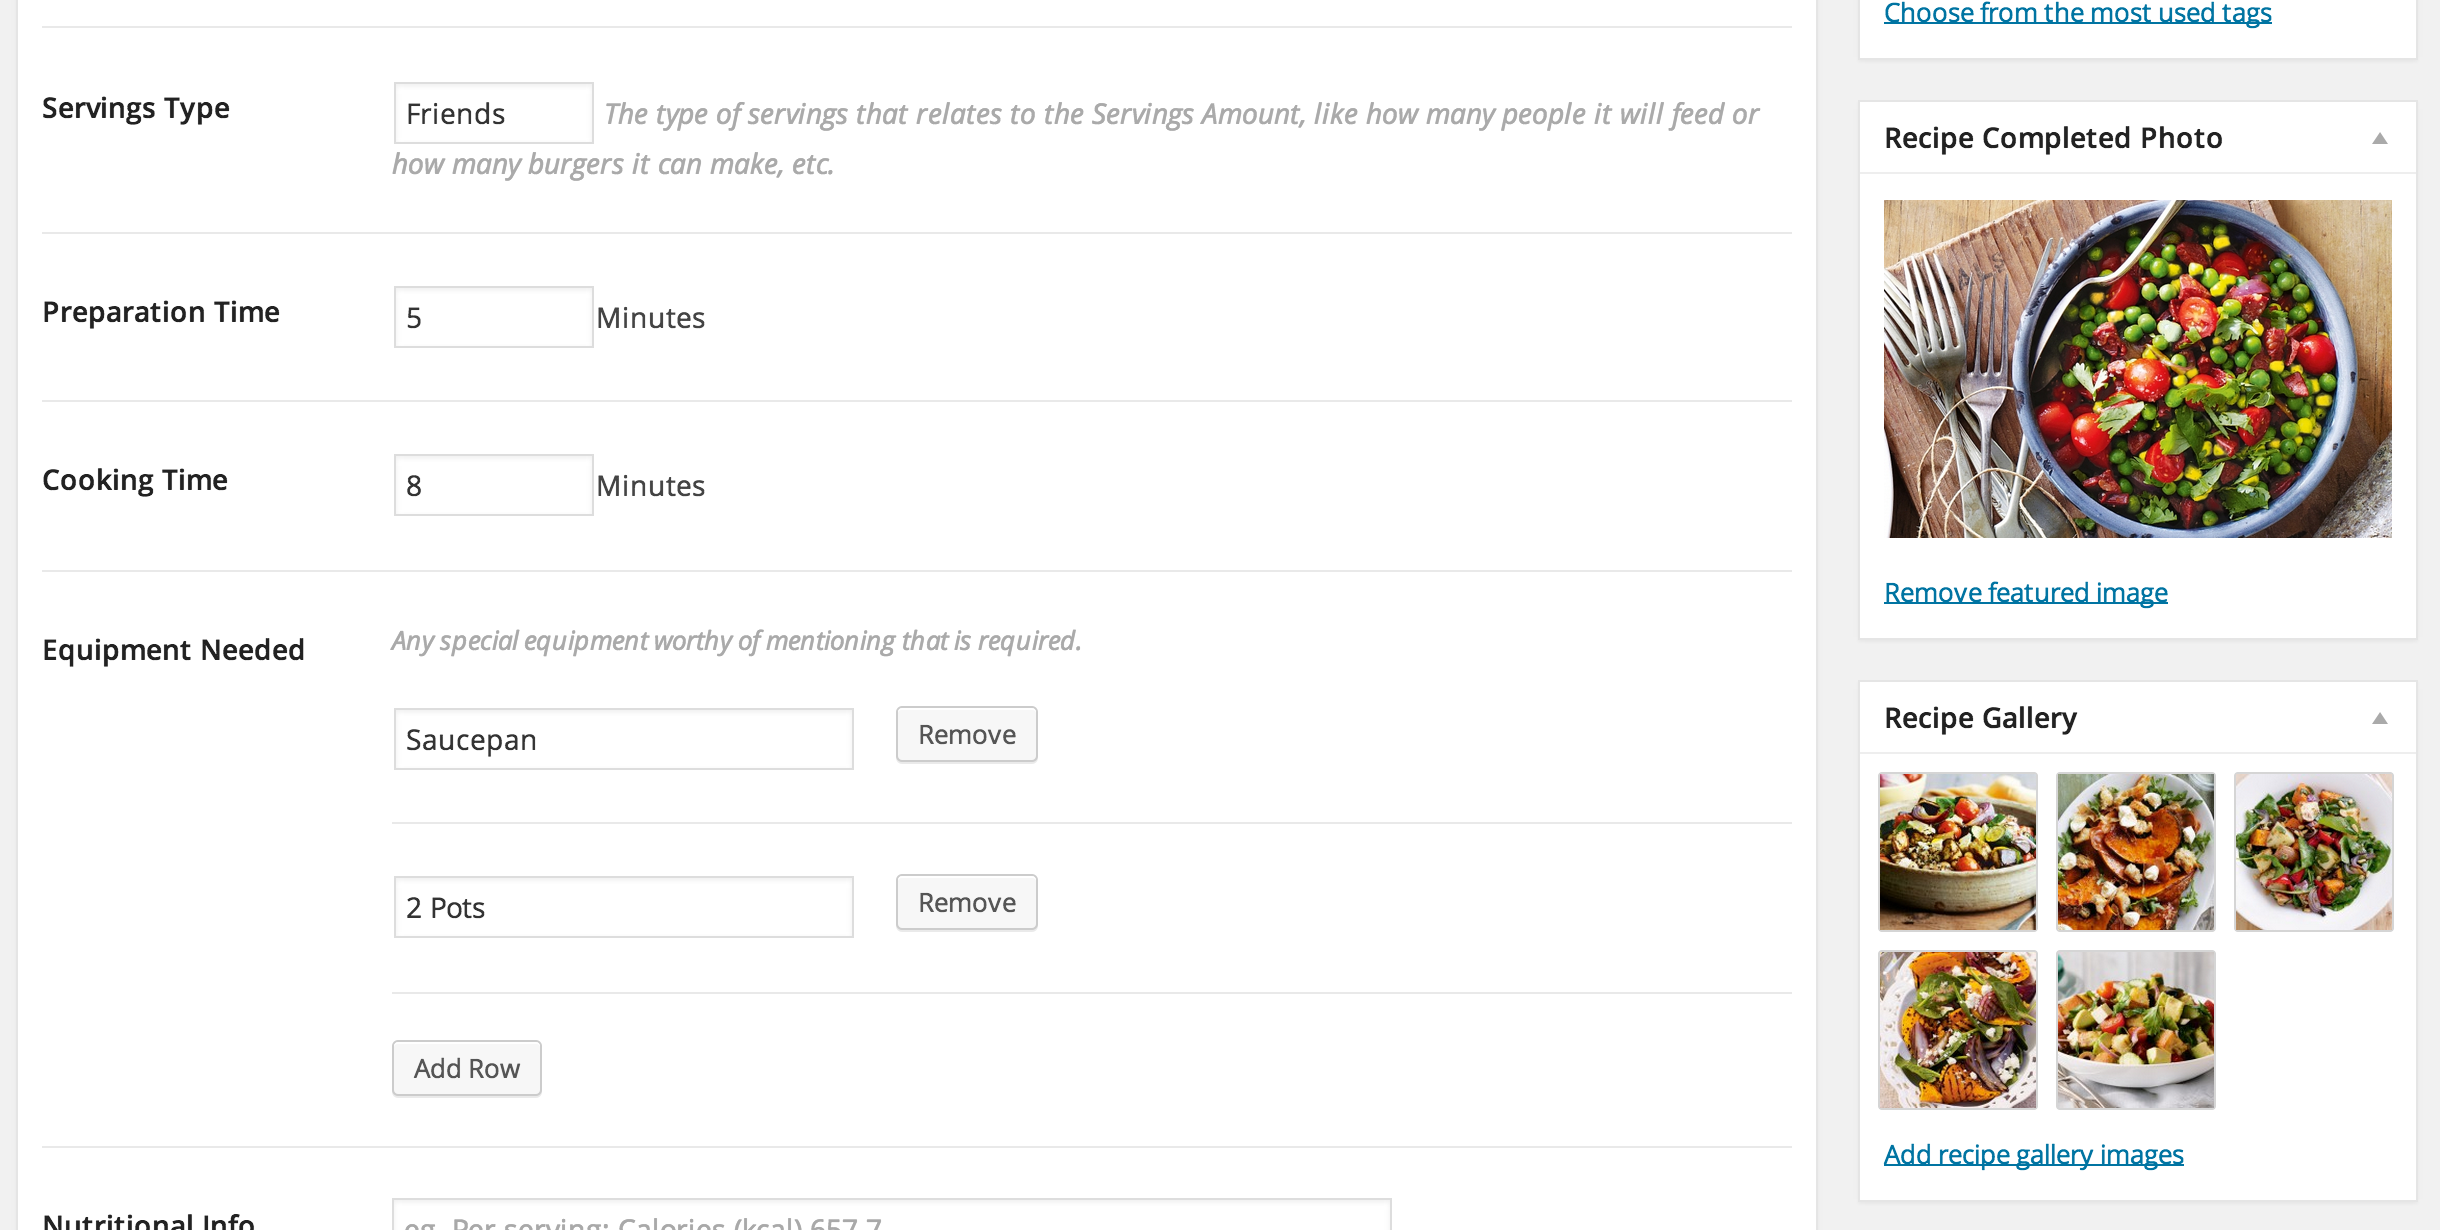 Choose from the most used tags
Servings Type
Friends
The type of servings that relates to the Servings Amount, like how many people it will feed or
how many burgers it can make, etc.
Preparation Time
5
Minutes
Cooking Time
8
Minutes
Equipment Needed
Any special equipment worthy of mentioning that is required.
Saucepan
Remove
2 Pots
Remove
Add Row
Nutritional Info
eg. Per serving: Calories (kcal) 657.7
Recipe Completed Photo
Remove featured image
Recipe Gallery
Add recipe gallery images